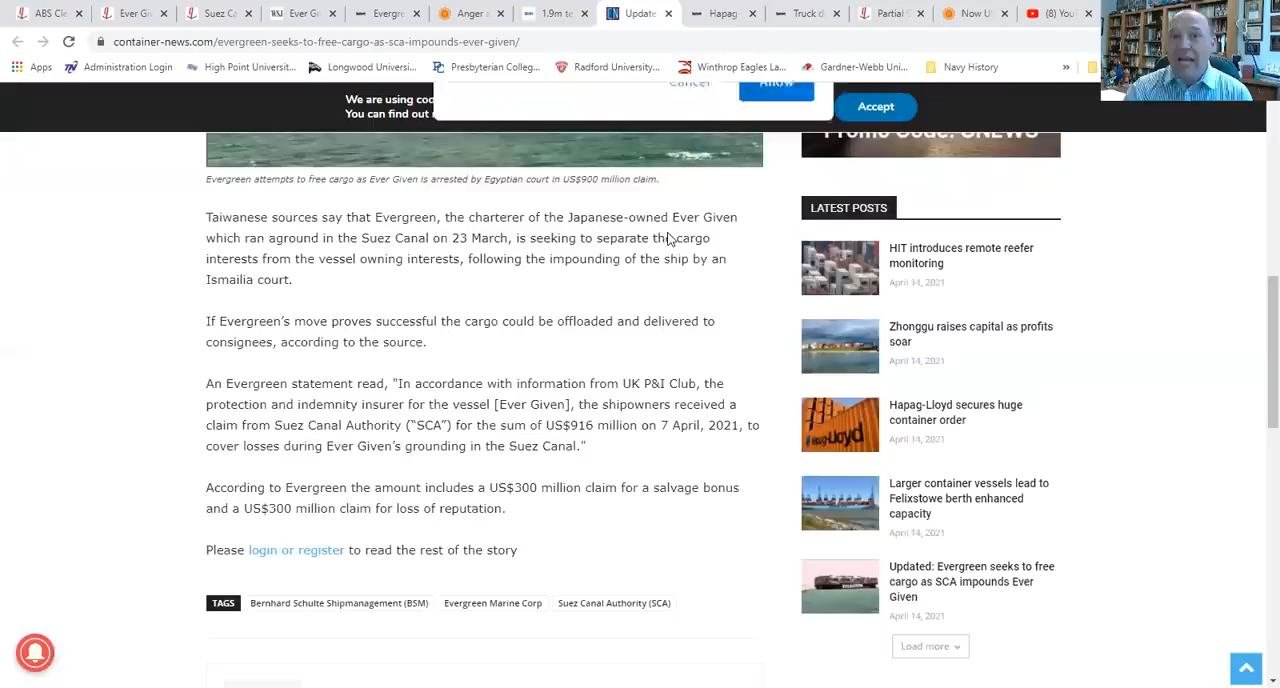 ABS Cl
Ever G
Suez C
WSJ Ever G
Evergre
Anger
1.9m te
Update
Hapag-
Truck d
Partial
Now U
(8) You
container-news.com/evergreen-seeks-to-free-cargo-as-sca-impounds-ever-given/
Apps
Administration Login
High Point Universit...
Longwood Universi...
Presbyterian Colleg...
Radford University...
Winthrop Eagles La...
Gardner-Webb Uni...
Navy History
»
We are using
You can find out
Cancel
Allow
Accept
Promo Code: CNEWS
Evergreen attempts to free cargo as Ever Given is arrested by Egyptian court in US$900 million claim.
Taiwanese sources say that Evergreen, the charterer of the Japanese-owned Ever Given
which ran aground in the Suez Canal on 23 March, is seeking to separate the cargo
interests from the vessel owning interests, following the impounding of the ship by an
Ismailia court.
If Evergreen's move proves successful the cargo could be offloaded and delivered to
consignees, according to the source.
An Evergreen statement read, "In accordance with information from UK P&I Club, the
protection and indemnity insurer for the vessel [Ever Given], the shipowners received a
claim from Suez Canal Authority ("SCA") for the sum of US$916 million on 7 April, 2021, to
cover losses during Ever Given's grounding in the Suez Canal."
According to Evergreen the amount includes a US$300 million claim for a salvage bonus
and a US$300 million claim for loss of reputation.
Please login or register to read the rest of the story
TAGS
Bernhard Schulte Shipmanagement (BSM)
Evergreen Marine Corp
Suez Canal Authority (SCA)
LATEST POSTS
HIT introduces remote reefer
monitoring
April 14, 2021
Zhonggu raises capital as profits
soar
April 14, 2021
Hapag-Lloyd secures huge
container order
April 14, 2021
Hapag-Lloyd
Larger container vessels lead to
Felixstowe berth enhanced
capacity
April 14, 2021
Updated: Evergreen seeks to free
cargo as SCA impounds Ever
Given
April 14, 2021
Load more